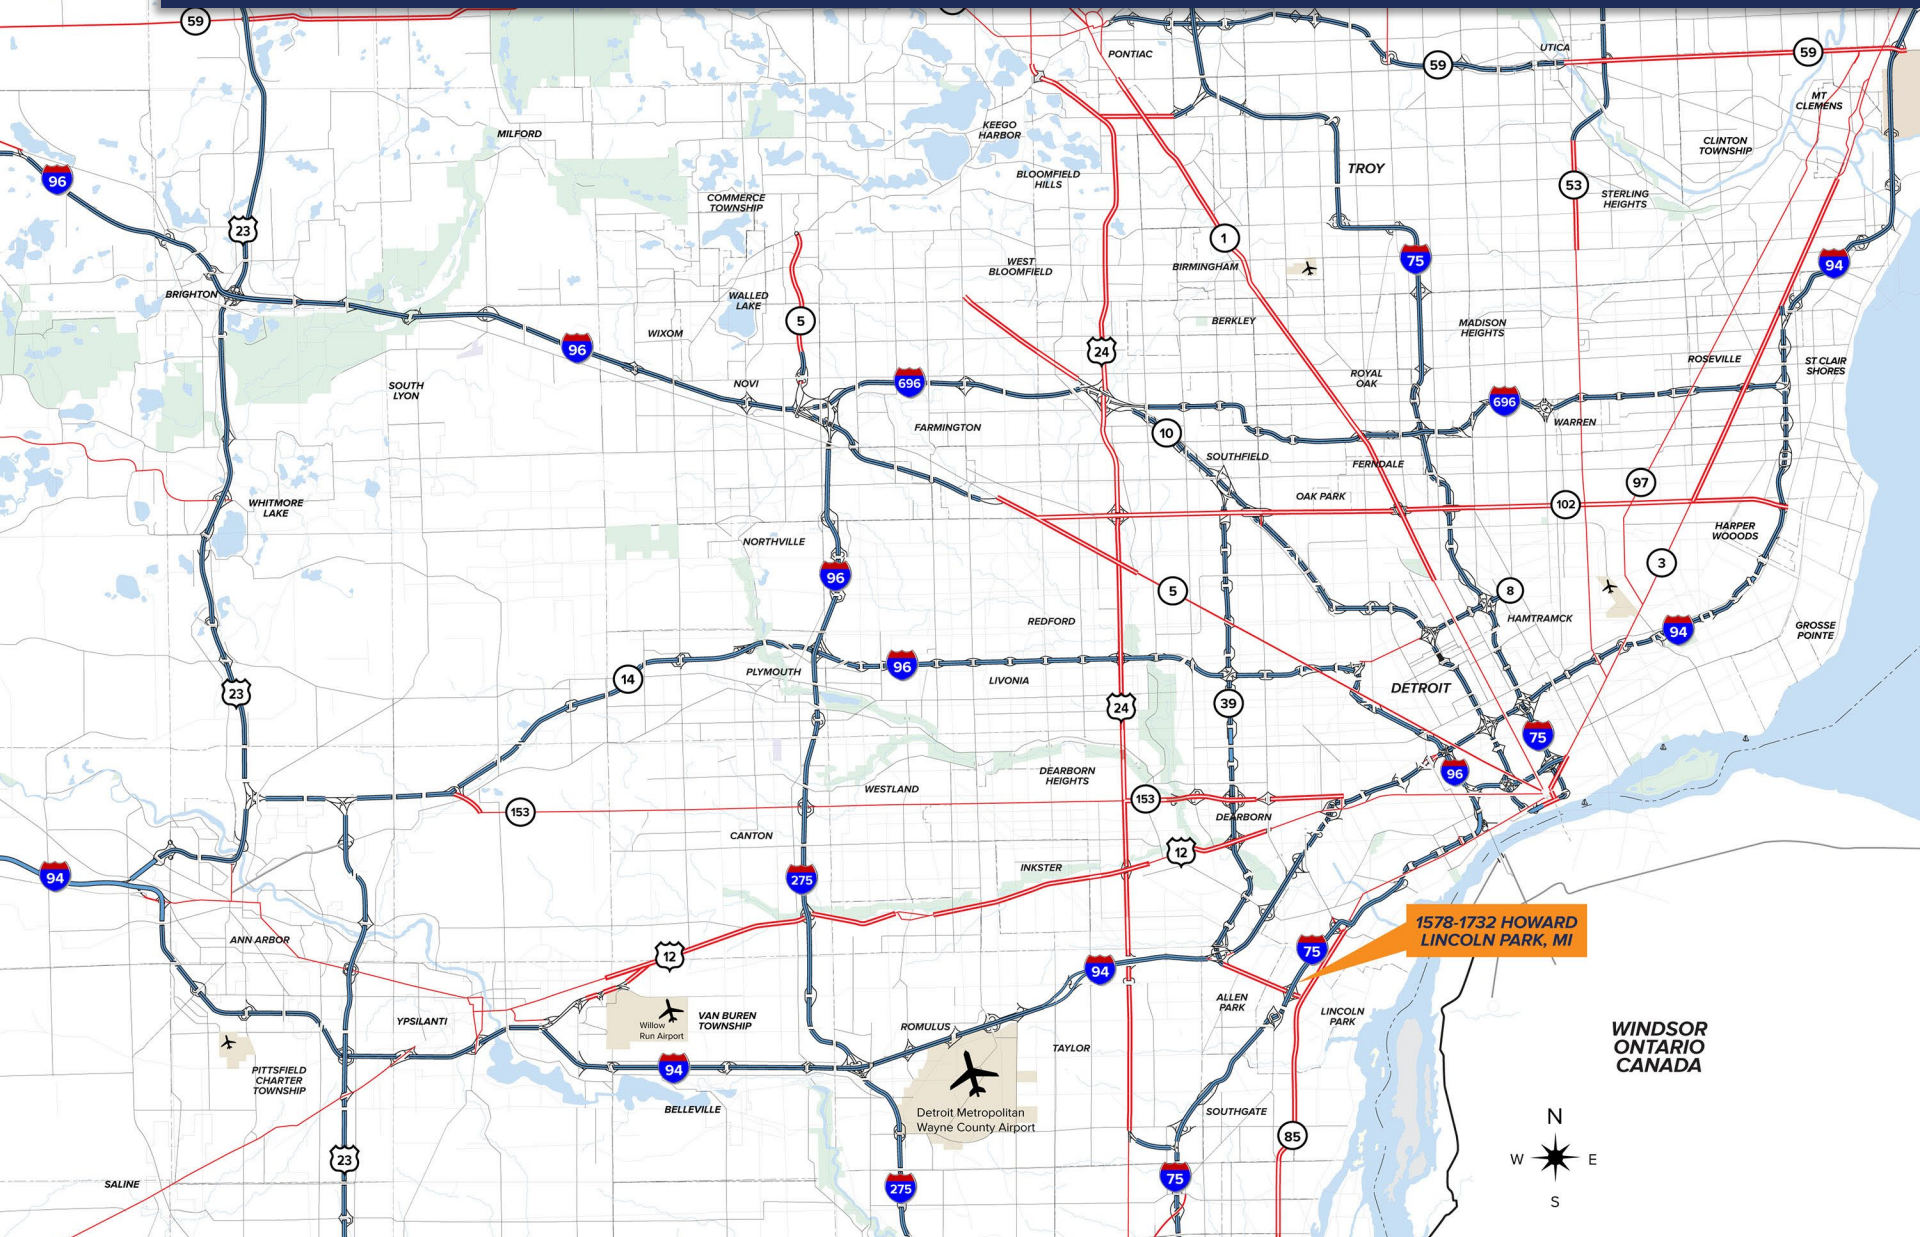 59
PONTIAC
UTICA
59
59
MT
CLEMENS
MILFORD
KEEGO
HARBOR
CLINTON
TOWNSHIP
96
BLOOMFIELD
HILLS
TROY
53
STERLING
HEIGHTS
COMMERCE
TOWNSHIP
23
1
75
94
WEST
BLOOMFIELD
BIRMINGHAM
BRIGHTON
WALLED
LAKE
5
WIXOM
BERKLEY
MADISON
HEIGHTS
96
24
ROSEVILLE
ST CLAIR
SHORES
SOUTH
LYON
NOVI
696
ROYAL
OAK
696
FARMINGTON
10
WARREN
SOUTHFIELD
FERNDALE
97
OAK PARK
102
WHITMORE
LAKE
HARPER
WOOODS
NORTHVILLE
96
3
5
8
REDFORD
HAMTRAMCK
94
GROSSE
POINTE
14
PLYMOUTH
96
LIVONIA
23
24
39
DETROIT
75
DEARBORN
HEIGHTS
96
WESTLAND
153
153
DEARBORN
CANTON
12
INKSTER
94
275
1578-1732 HOWARD
LINCOLN PARK, MI
ANN ARBOR
12
94
75
ALLEN
PARK
LINCOLN
PARK
YPSILANTI
Willow
Run Airport
VAN BUREN
TOWNSHIP
ROMULUS
TAYLOR
WINDSOR
ONTARIO
CANADA
94
PITTSFIELD
CHARTER
TOWNSHIP
BELLEVILLE
Detroit Metropolitan
Wayne County Airport
SOUTHGATE
N
85
23
W
E
75
SALINE
275
S